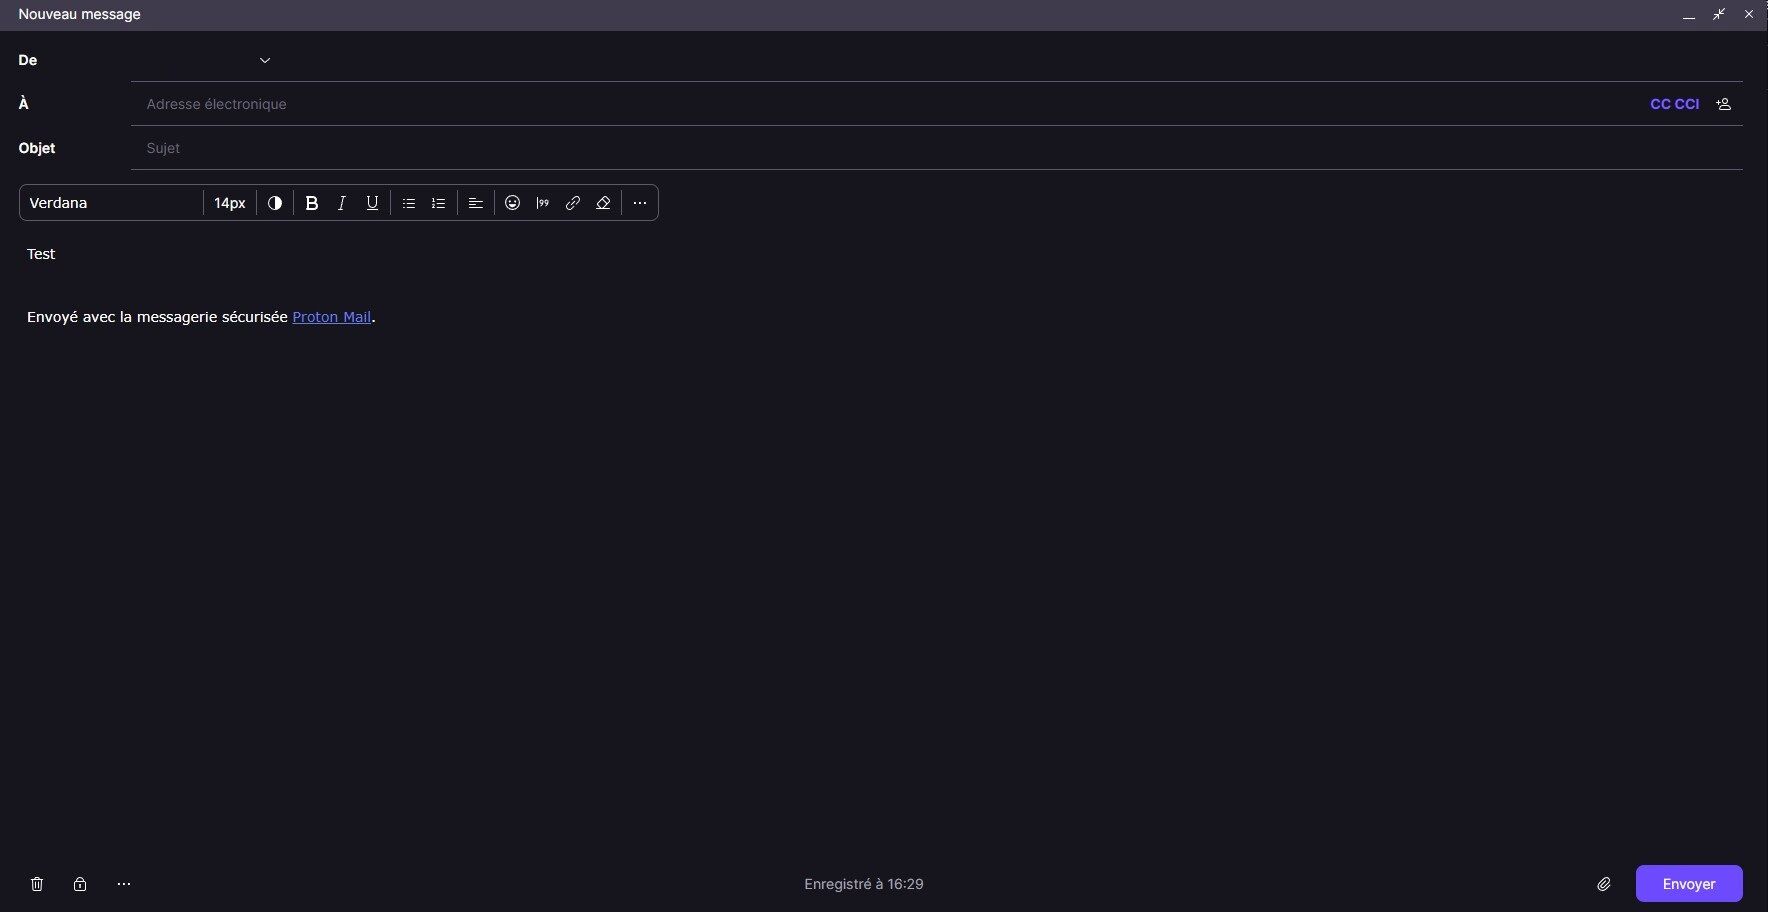 Nouveau message
De
À Adresse électronique CC CCI
Objet Sujet
Verdana 14px B I U
Test
Envoyé avec la messagerie sécurisée Proton Mail.
Enregistré à 16:29 Envoyer